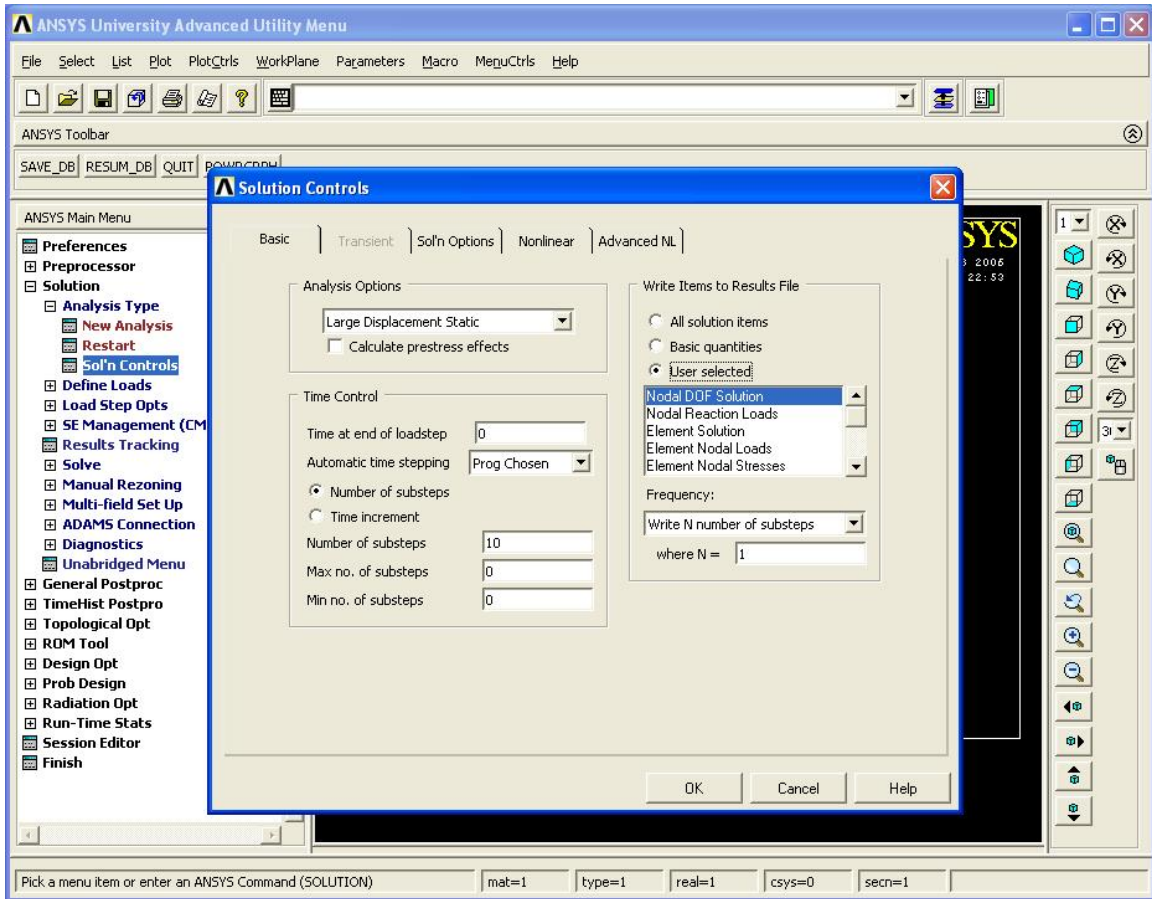 ANSYS University Advanced Utility Menu
File Select List Plot PlotCtrls WorkPlane Parameters Macro MenuCtrls Help
ANSYS Toolbar
SAVE_DB RESUM_DB QUIT POWRGRPH
ANSYS Main Menu
Preferences
Preprocessor
Solution
Analysis Type
New Analysis
Restart
Sol'n Controls
Define Loads
Load Step Opts
SE Management (CM
Results Tracking
Solve
Manual Rezoning
Multi-field Set Up
ADAMS Connection
Diagnostics
Unabridged Menu
General Postproc
TimeHist Postpro
Topological Opt
ROM Tool
Design Opt
Prob Design
Radiation Opt
Run-Time Stats
Session Editor
Finish
Solution Controls
Basic Transient Sol'n Options Nonlinear Advanced NL
Analysis Options
Large Displacement Static
Calculate prestress effects
Time Control
Time at end of loadstep 0
Automatic time stepping Prog Chosen
Number of substeps
Time increment
Number of substeps 10
Max no. of substeps 0
Min no. of substeps 0
Write Items to Results File
All solution items
Basic quantities
User selected
Nodal DOF Solution
Nodal Reaction Loads
Element Solution
Element Nodal Loads
Element Nodal Stresses
Frequency:
Write N number of substeps
where N = 1
OK Cancel Help
SYS
2006
22:53
1
X
X
Y
Y
Z
Z
Pick a menu item or enter an ANSYS Command (SOLUTION) mat=1 type=1 real=1 csys=0 secn=1